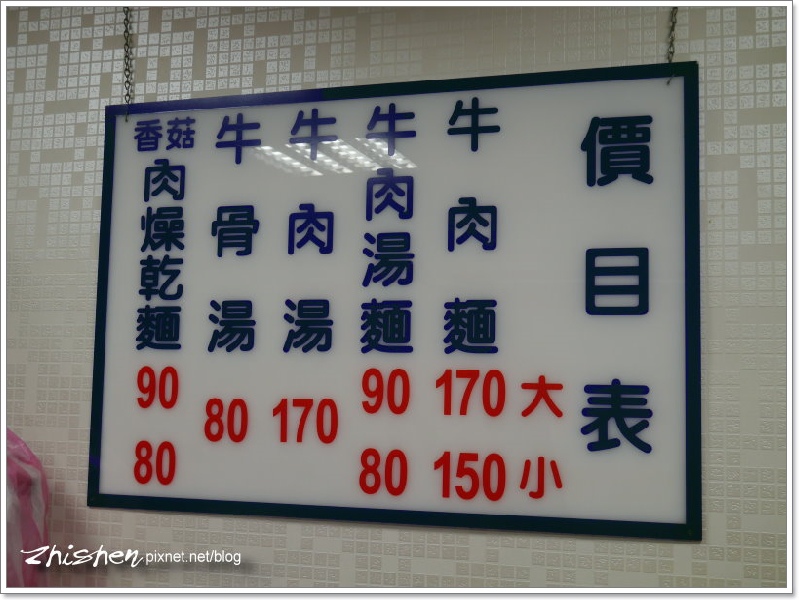 價目表
大
小
牛肉麵
170
150
牛肉湯麵
90
80
牛肉湯
170
牛骨湯
80
香菇肉燥乾麵
90
80
zhishen pixnet.net/blog